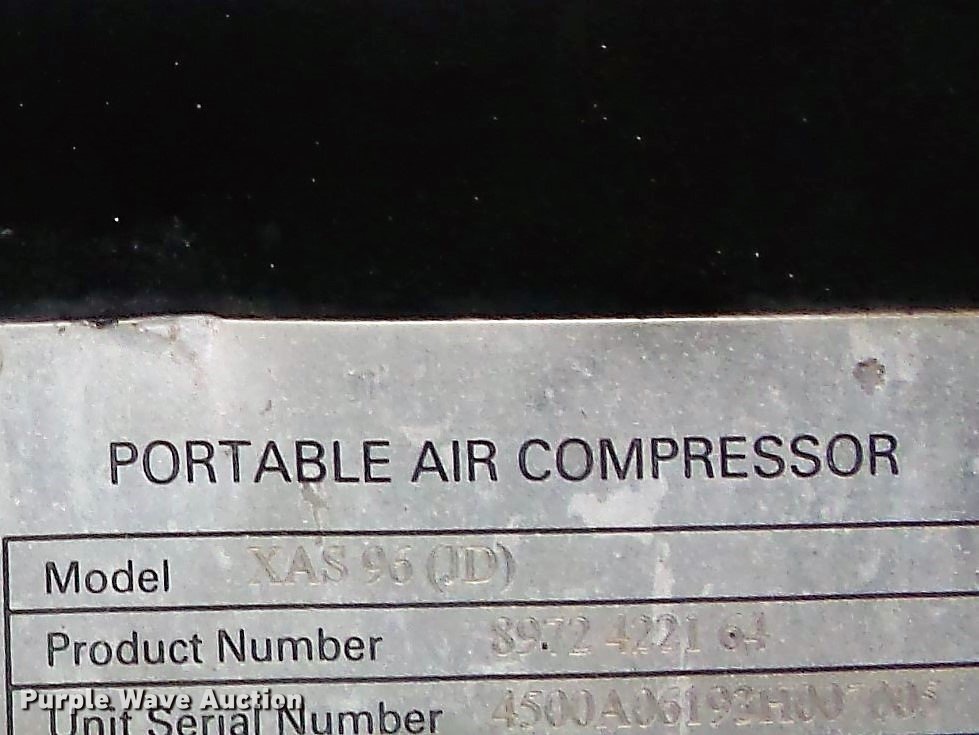 PORTABLE AIR COMPRESSOR
Model XAS 96 (JD)
Product Number 8972 4221 64
Purple Wave Auction
Unit Serial Number